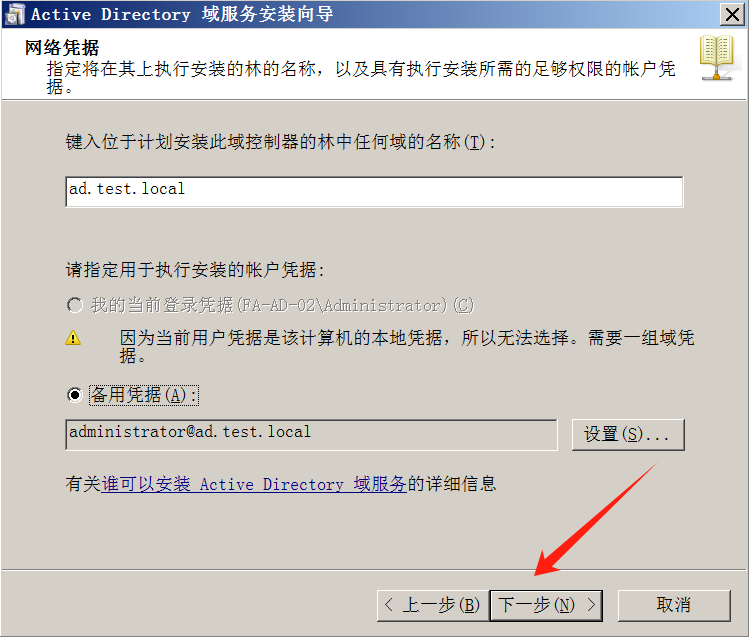 Active Directory 域服务安装向导
网络凭据
指定将在其上执行安装的林的名称，以及具有执行安装所需的足够权限的帐户凭
据。
键入位于计划安装此域控制器的林中任何域的名称(T):
ad.test.local
请指定用于执行安装的帐户凭据:
我的当前登录凭据(FA-AD-02\Administrator)(C)
因为当前用户凭据是该计算机的本地凭据，所以无法选择。需要一组域凭
据。
备用凭据(A):
administrator@ad.test.local
设置(S)...
有关谁可以安装 Active Directory 域服务的详细信息
< 上一步(B)
下一步(N) >
取消